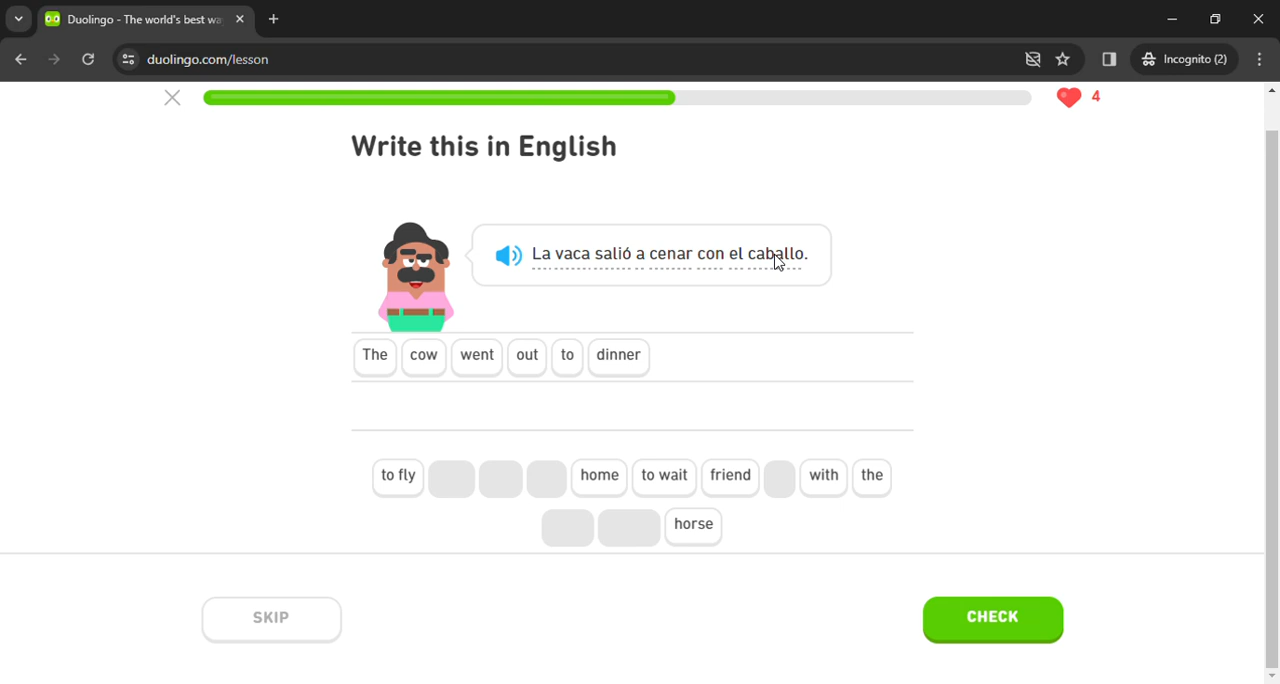 Duolingo - The world's best wa
duolingo.com/lesson
Incognito (2)
4
Write this in English
La vaca salió a cenar con el caballo.
The cow went out to dinner
to fly home to wait friend with the
horse
SKIP CHECK